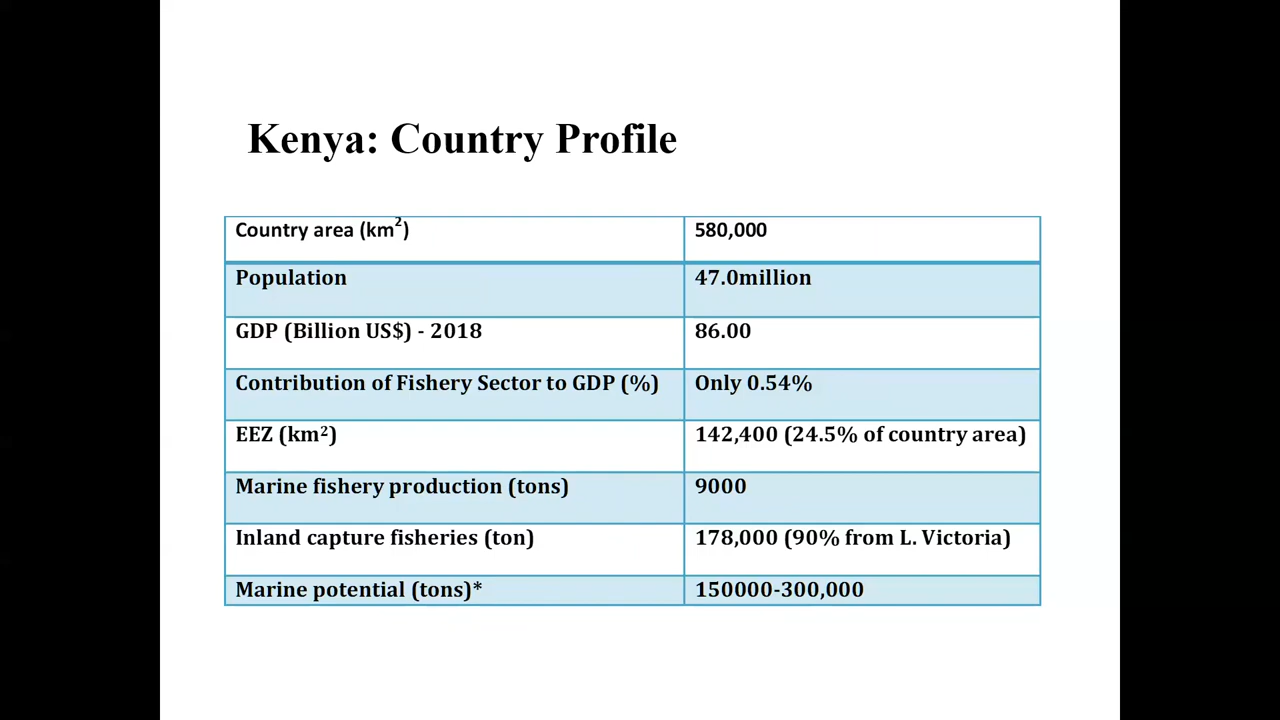 Kenya: Country Profile
Country area (km²) 580,000
Population 47.0million
GDP (Billion US$) - 2018 86.00
Contribution of Fishery Sector to GDP (%) Only 0.54%
EEZ (km²) 142,400 (24.5% of country area)
Marine fishery production (tons) 9000
Inland capture fisheries (ton) 178,000 (90% from L. Victoria)
Marine potential (tons)* 150000-300,000